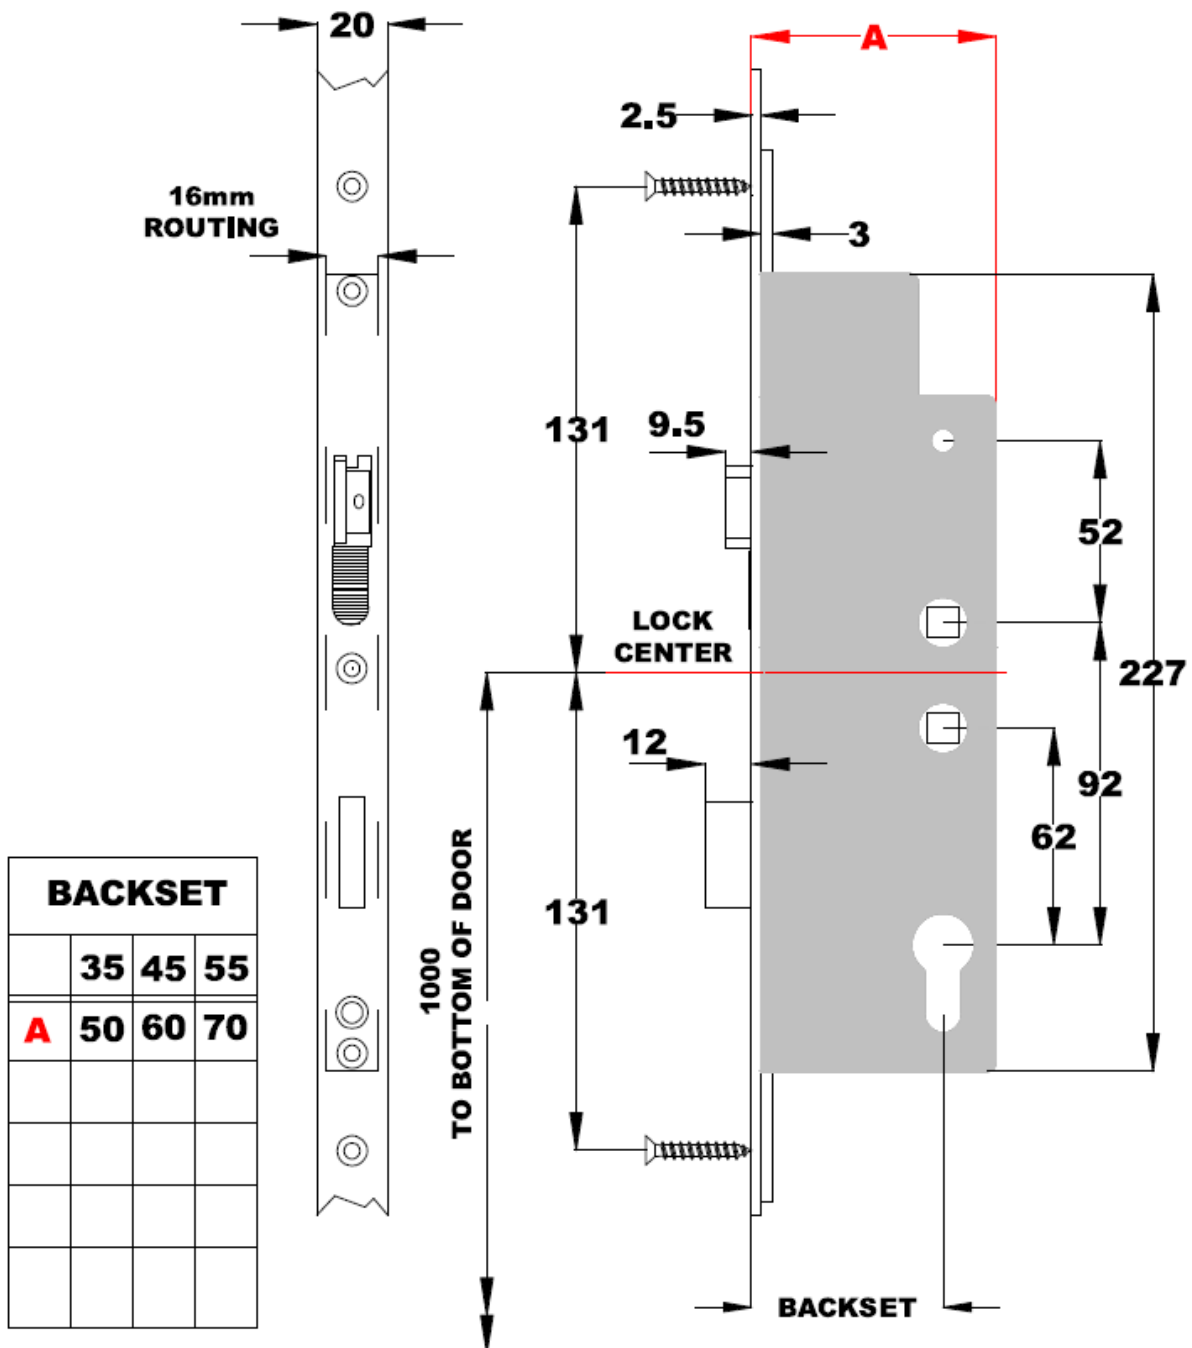 20
A
2.5
16mm
ROUTING
3
131
9.5
52
LOCK
CENTER
227
12
92
62
1000
TO BOTTOM OF DOOR
131
BACKSET
35 45 55
A 50 60 70
BACKSET